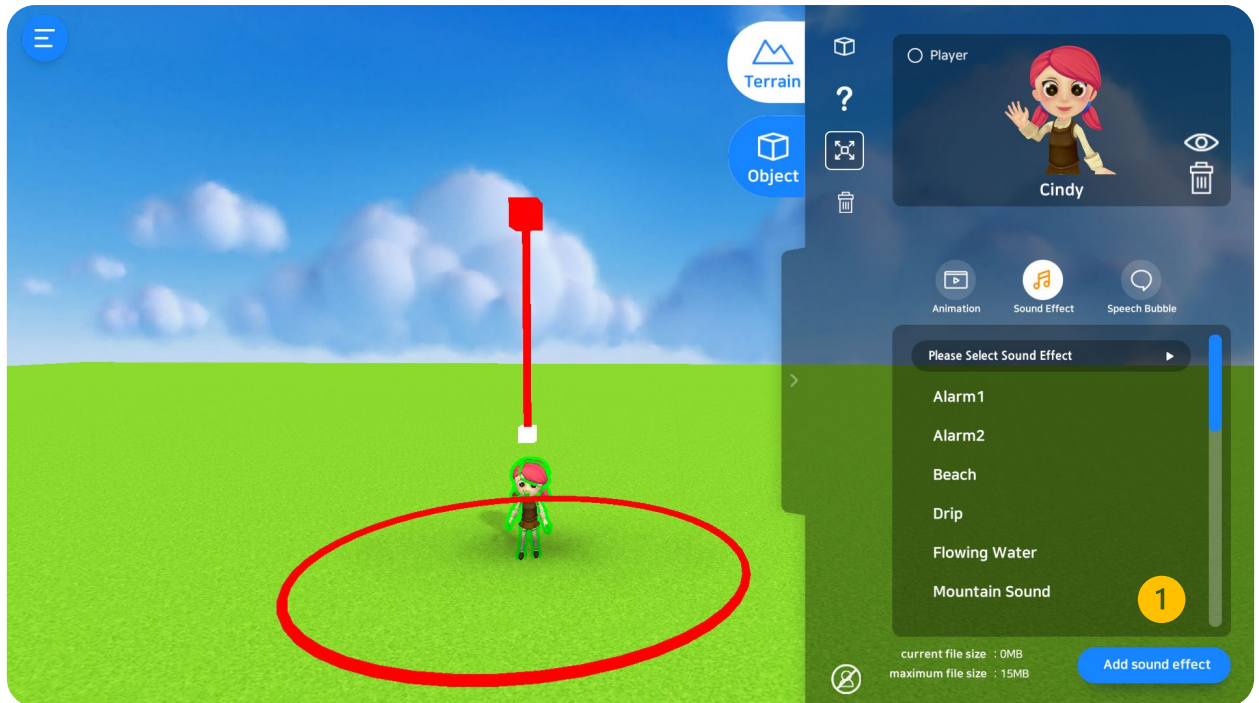 Terrain
Object
Player
Cindy
Animation
Sound Effect
Speech Bubble
Please Select Sound Effect
Alarm1
Alarm2
Beach
Drip
Flowing Water
Mountain Sound
1
current file size : 0MB
maximum file size : 15MB
Add sound effect